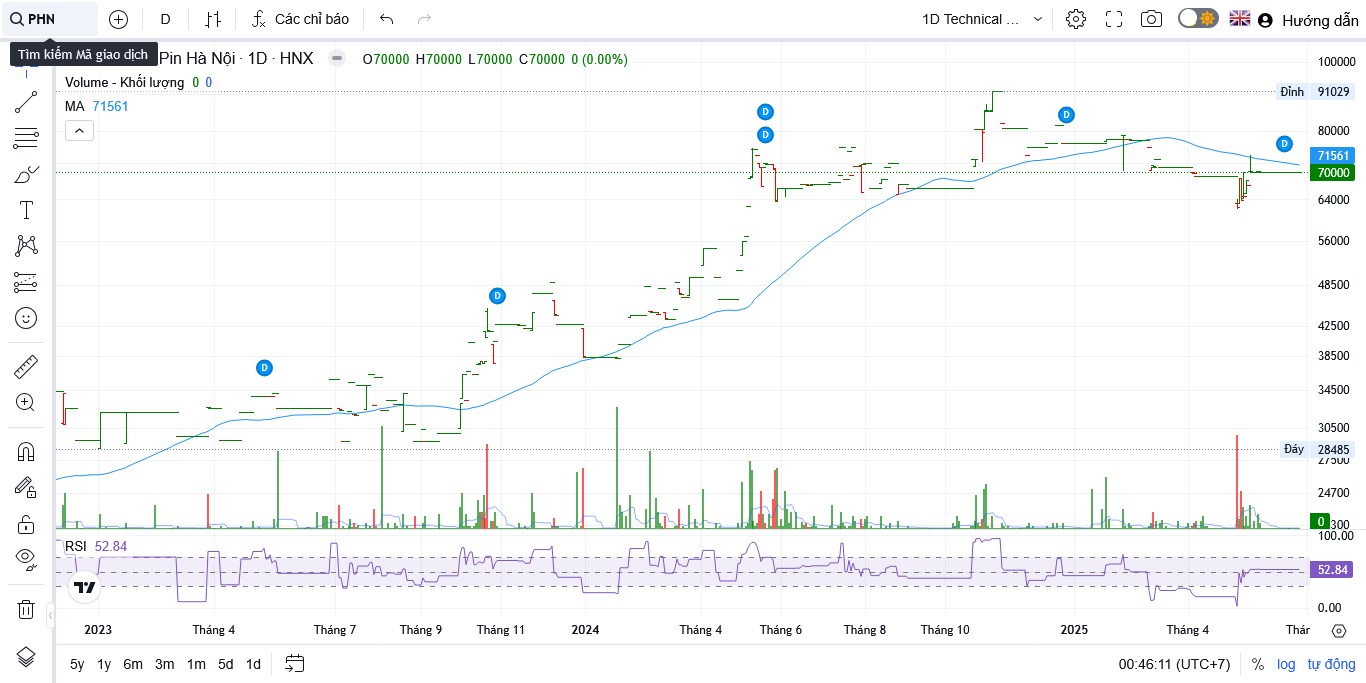 PHN
D
Các chỉ báo
1D Technical ...
Hướng dẫn
Tìm kiếm Mã giao dịch
Pin Hà Nội · 1D · HNX
O70000 H70000 L70000 C70000 0 (0.00%)
Volume - Khối lượng 0 0
MA 71561
100000
Đỉnh 91029
80000
71561
70000
64000
56000
48500
42500
38500
34500
30500
Đáy 28485
27500
24700
0
300
D
D
D
D
D
D
RSI 52.84
100.00
52.84
0.00
2023 Tháng 4 Tháng 7 Tháng 9 Tháng 11 2024 Tháng 4 Tháng 6 Tháng 8 Tháng 10 2025 Tháng 4 Thár
5y 1y 6m 3m 1m 5d 1d
00:46:11 (UTC+7) % log tự động